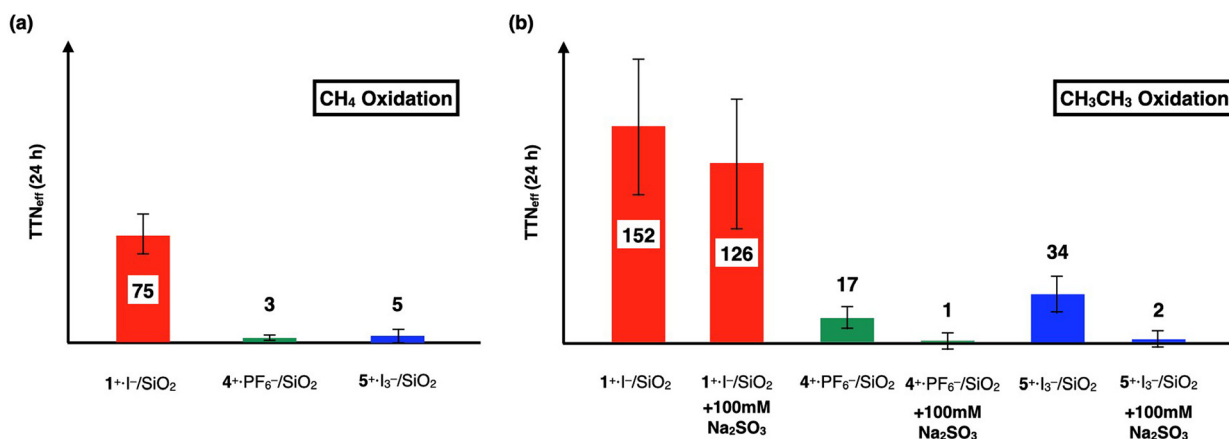 (a)
CH₄ Oxidation
TTNeff (24 h)
75
3
5
1⁺·I⁻/SiO₂
4⁺·PF₆⁻/SiO₂
5⁺·I₃⁻/SiO₂
(b)
CH₃CH₃ Oxidation
TTNeff (24 h)
152
126
17
1
34
2
1⁺·I⁻/SiO₂
1⁺·I⁻/SiO₂
+100mM
Na₂SO₃
4⁺·PF₆⁻/SiO₂
4⁺·PF₆⁻/SiO₂
+100mM
Na₂SO₃
5⁺·I₃⁻/SiO₂
5⁺·I₃⁻/SiO₂
+100mM
Na₂SO₃